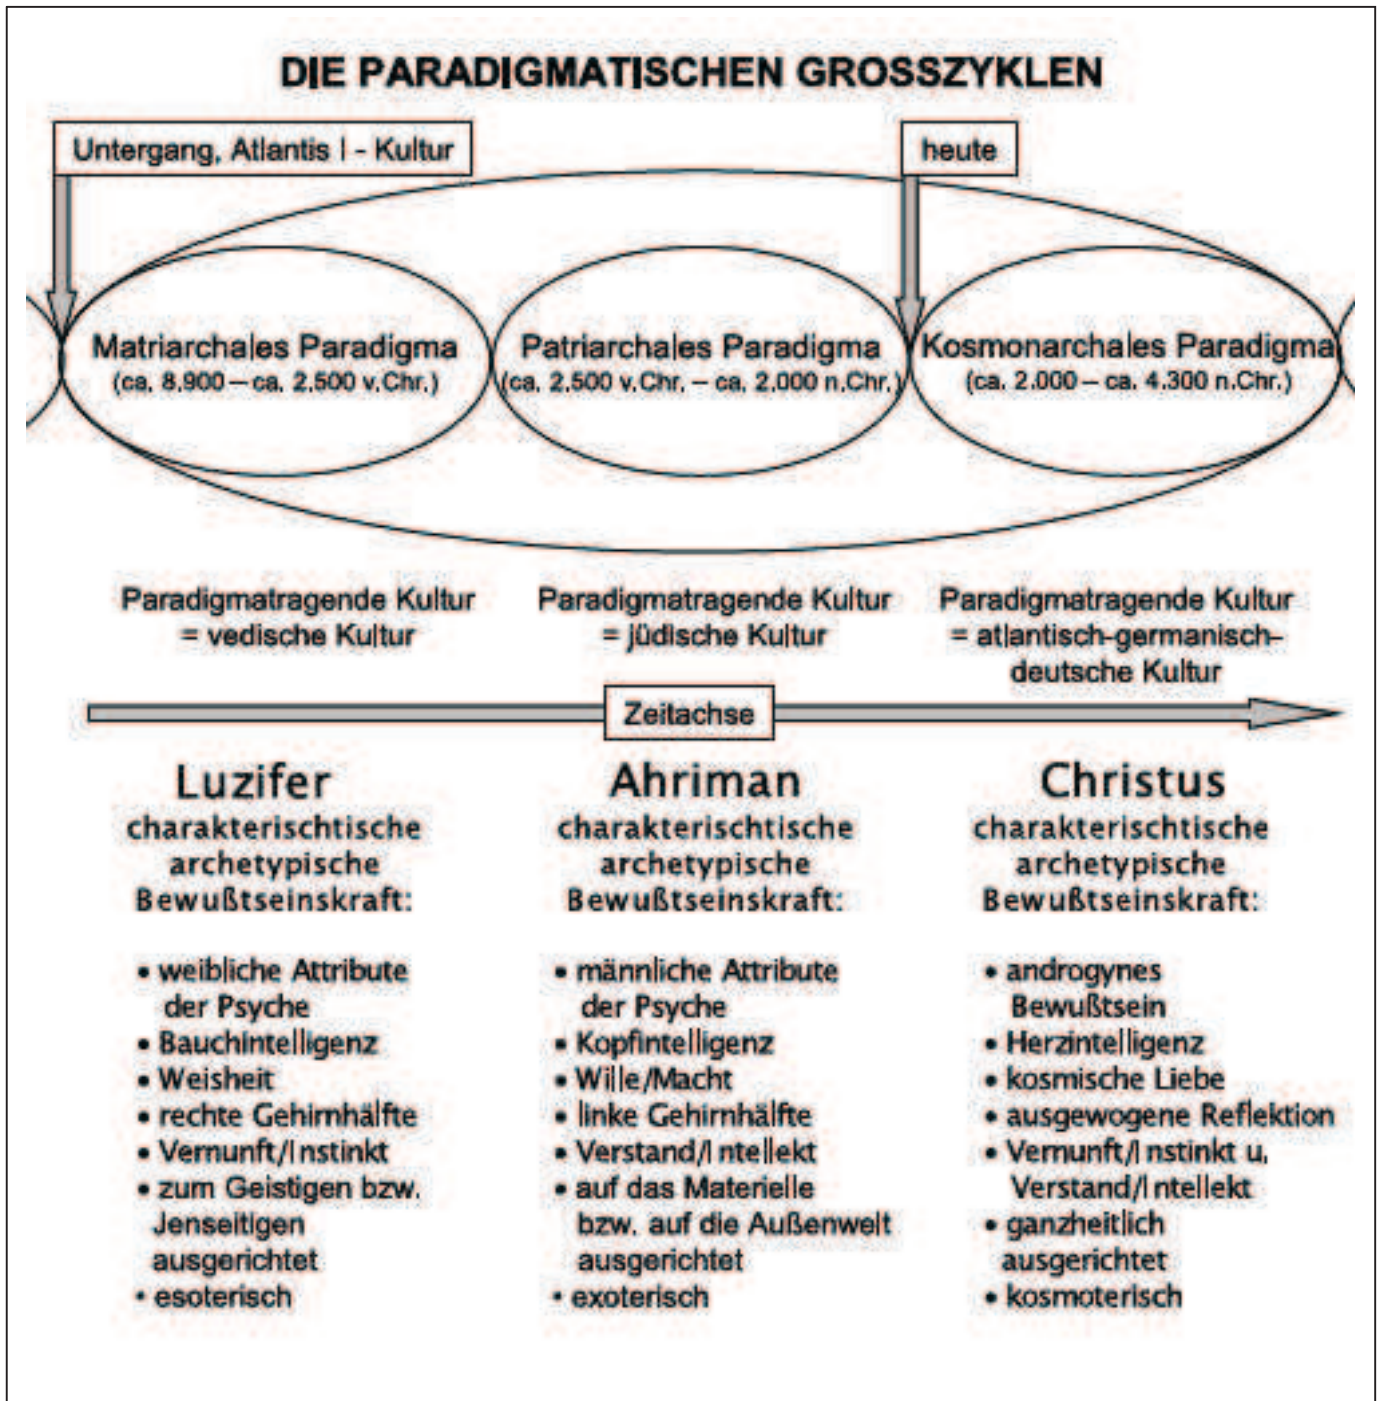 DIE PARADIGMATISCHEN GROSSZYKLEN
Untergang, Atlantis I - Kultur
heute
Matriarchales Paradigma
(ca. 8.900 – ca. 2.500 v.Chr.)
Patriarchales Paradigma
(ca. 2.500 v.Chr. – ca. 2.000 n.Chr.)
Kosmonarchales Paradigma
(ca. 2.000 – ca. 4.300 n.Chr.)
Paradigmatragende Kultur
= vedische Kultur
Paradigmatragende Kultur
= jüdische Kultur
Paradigmatragende Kultur
= atlantisch-germanisch-
deutsche Kultur
Zeitachse
Luzifer
charakterischtische
archetypische
Bewußtseinskraft:
• weibliche Attribute
der Psyche
• Bauchintelligenz
• Weisheit
• rechte Gehirnhälfte
• Vernunft/Instinkt
• zum Geistigen bzw.
Jenseitigen
ausgerichtet
• esoterisch
Ahriman
charakterischtische
archetypische
Bewußtseinskraft:
• männliche Attribute
der Psyche
• Kopfintelligenz
• Wille/Macht
• linke Gehirnhälfte
• Verstand/Intellekt
• auf das Materielle
bzw. auf die Außenwelt
ausgerichtet
• exoterisch
Christus
charakterischtische
archetypische
Bewußtseinskraft:
• androgynes
Bewußtsein
• Herzintelligenz
• kosmische Liebe
• ausgewogene Reflektion
• Vernunft/Instinkt u.
Verstand/Intellekt
• ganzheitlich
ausgerichtet
• kosmoterisch